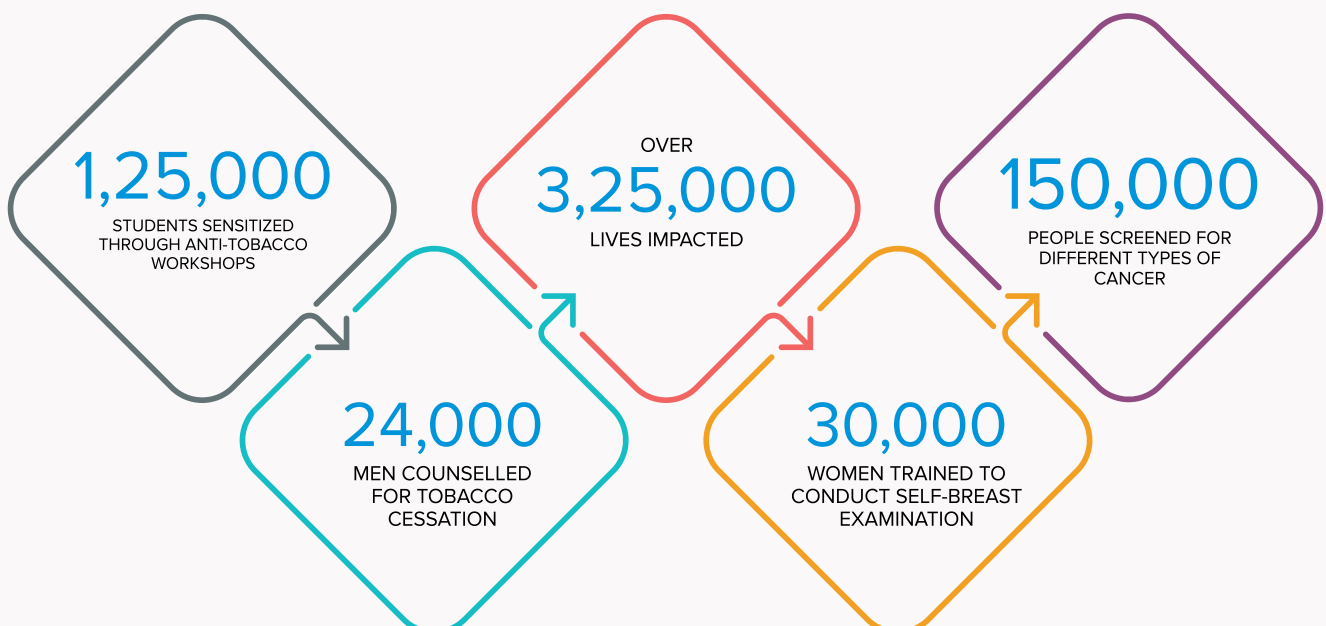 1,25,000
STUDENTS SENSITIZED
THROUGH ANTI-TOBACCO
WORKSHOPS
24,000
MEN COUNSELLED
FOR TOBACCO
CESSATION
OVER
3,25,000
LIVES IMPACTED
30,000
WOMEN TRAINED TO
CONDUCT SELF-BREAST
EXAMINATION
150,000
PEOPLE SCREENED FOR
DIFFERENT TYPES OF
CANCER